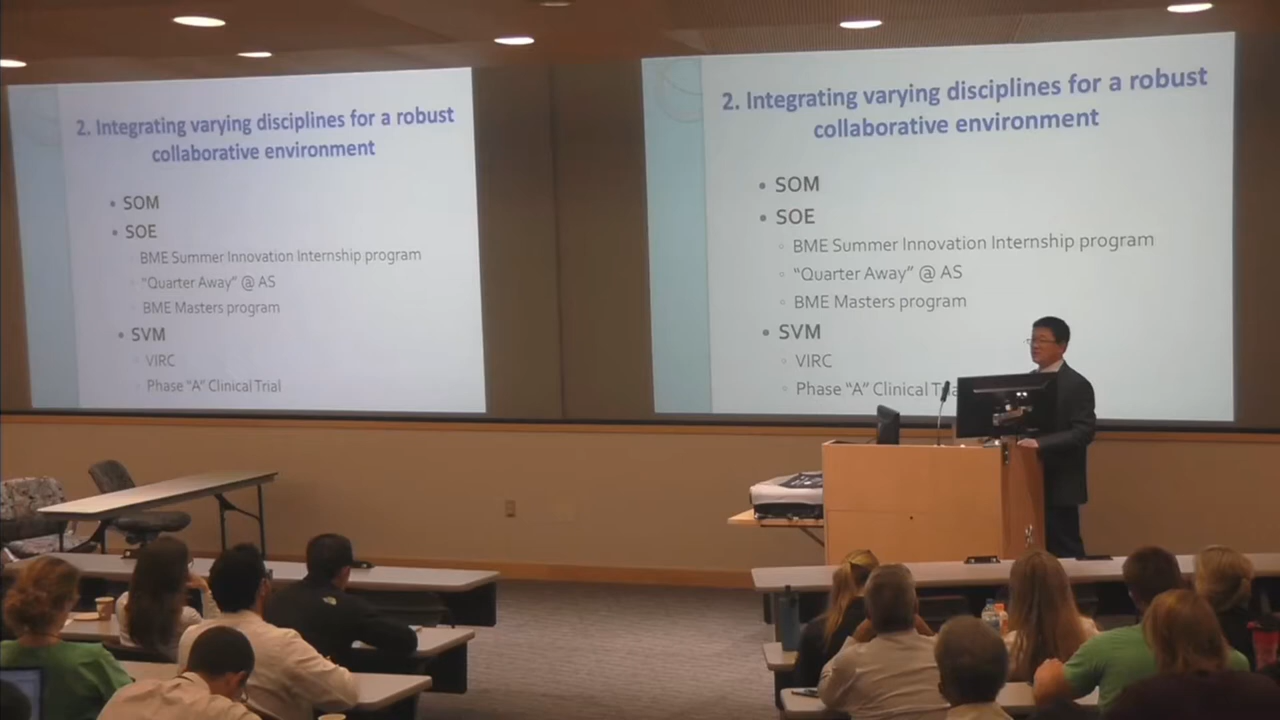 2. Integrating varying disciplines for a robust
collaborative environment
• SOM
• SOE
BME Summer Innovation Internship program
"Quarter Away" @ AS
BME Masters program
• SVM
VIRC
Phase "A" Clinical Trial
2. Integrating varying disciplines for a robust
collaborative environment
• SOM
• SOE
◦ BME Summer Innovation Internship program
◦ "Quarter Away" @ AS
◦ BME Masters program
• SVM
◦ VIRC
◦ Phase "A" Clinical